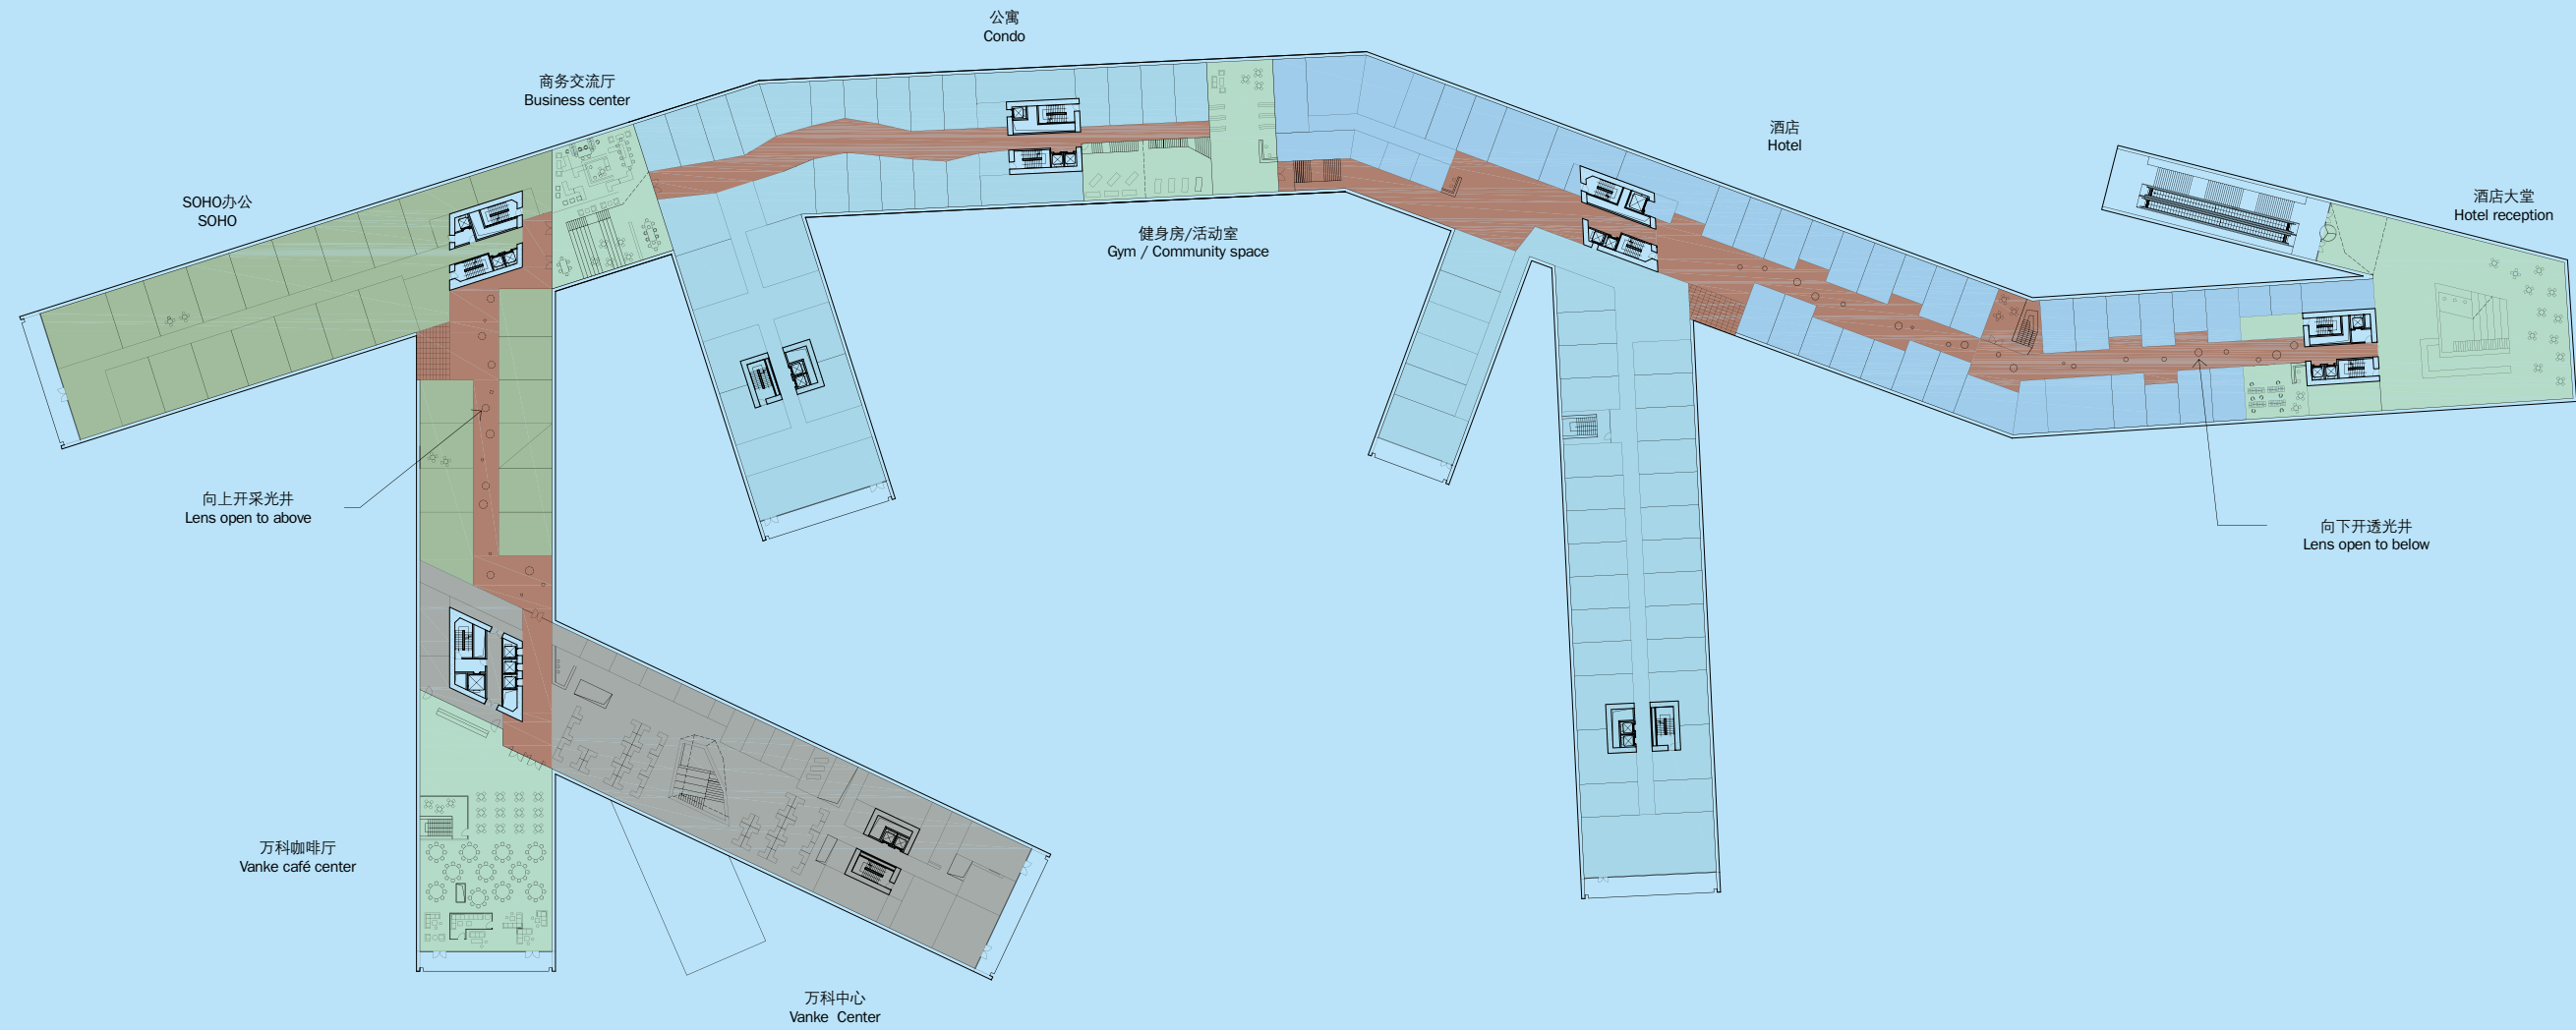 公寓
Condo
商务交流厅
Business center
酒店
Hotel
SOHO办公
SOHO
酒店大堂
Hotel reception
健身房/活动室
Gym / Community space
向上开采光井
Lens open to above
向下开透光井
Lens open to below
万科咖啡厅
Vanke café center
万科中心
Vanke Center